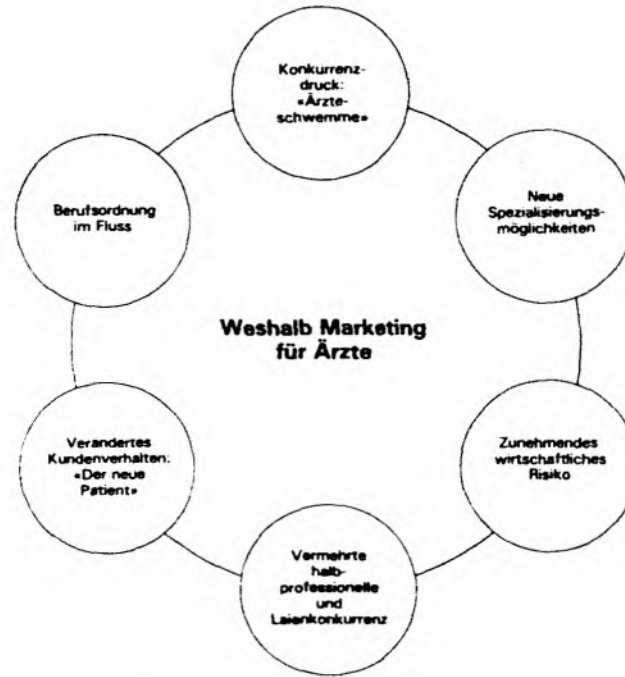 Konkurrenz-
druck:
«Ärzte-
schwemme»
Neue
Spezialisierungs-
möglichkeiten
Zunehmendes
wirtschaftliches
Risiko
Vermehrte
halb-
professionelle
und
Laienkonkurrenz
Verandertes
Kundenverhalten:
«Der neue
Patient»
Berufsordnung
im Fluss
Weshalb Marketing
für Ärzte